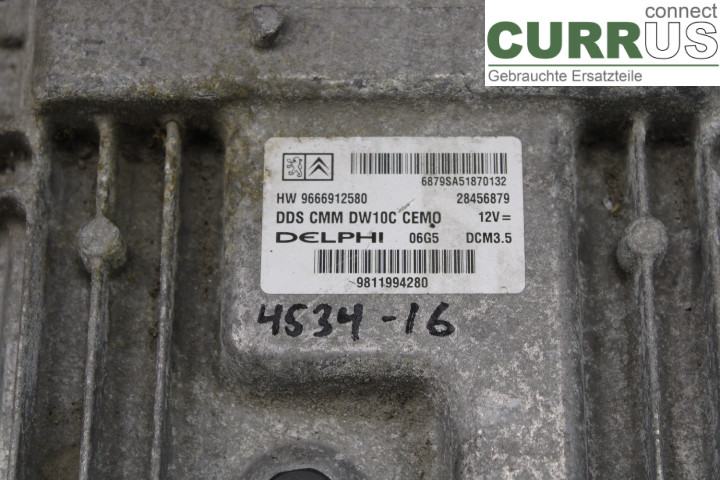 connect
CURRUS
Gebrauchte Ersatzteile
6879SA51870132
HW 9666912580 28456879
DDS CMM DW10C CEMO 12V =
DELPHI 06G5 DCM3.5
9811994280
4534-16